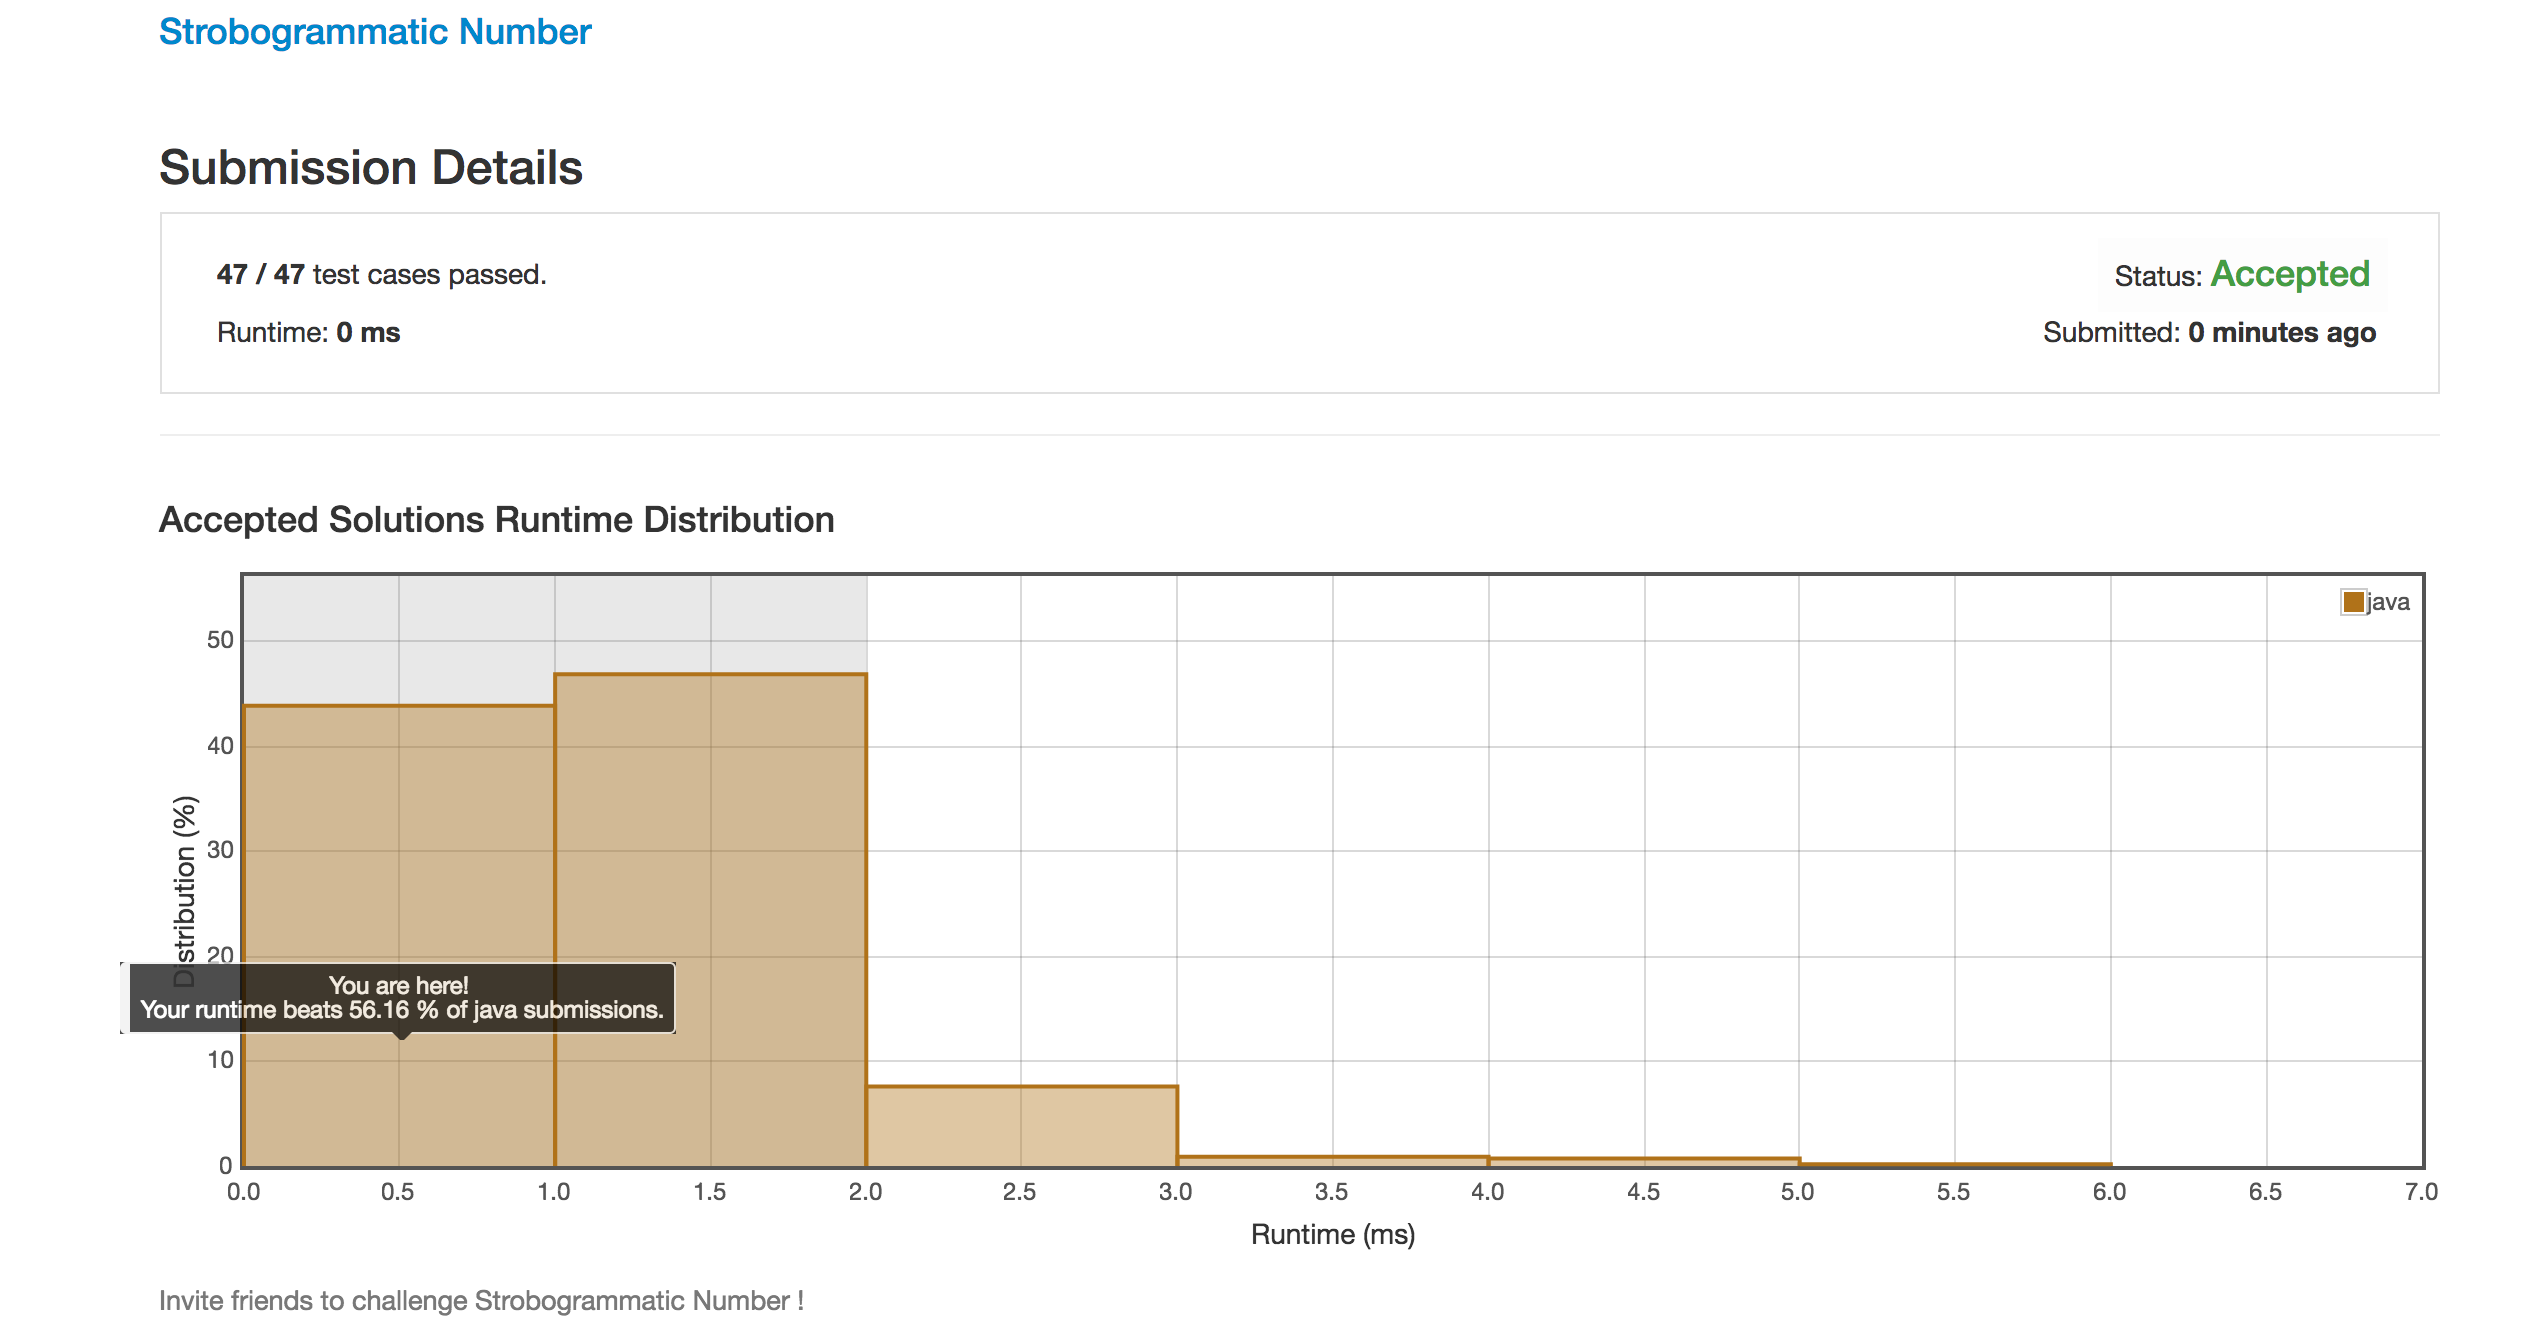 Strobogrammatic Number
Submission Details
47 / 47 test cases passed.
Status: Accepted
Runtime: 0 ms
Submitted: 0 minutes ago
Accepted Solutions Runtime Distribution
java
50
40
30
20
10
0
Distribution (%)
You are here!
Your runtime beats 56.16 % of java submissions.
0.0 0.5 1.0 1.5 2.0 2.5 3.0 3.5 4.0 4.5 5.0 5.5 6.0 6.5 7.0
Runtime (ms)
Invite friends to challenge Strobogrammatic Number !